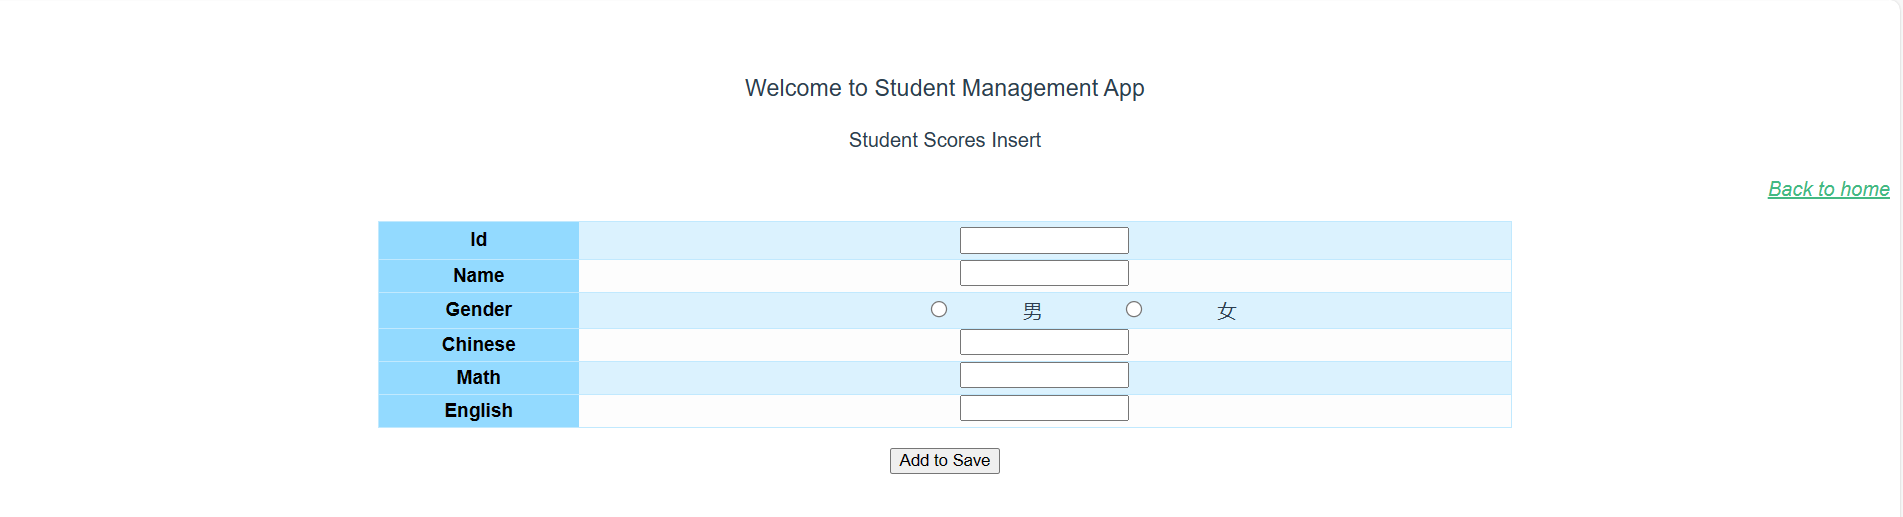 Welcome to Student Management App
Student Scores Insert
Back to home
Id
Name
Gender 男 女
Chinese
Math
English
Add to Save